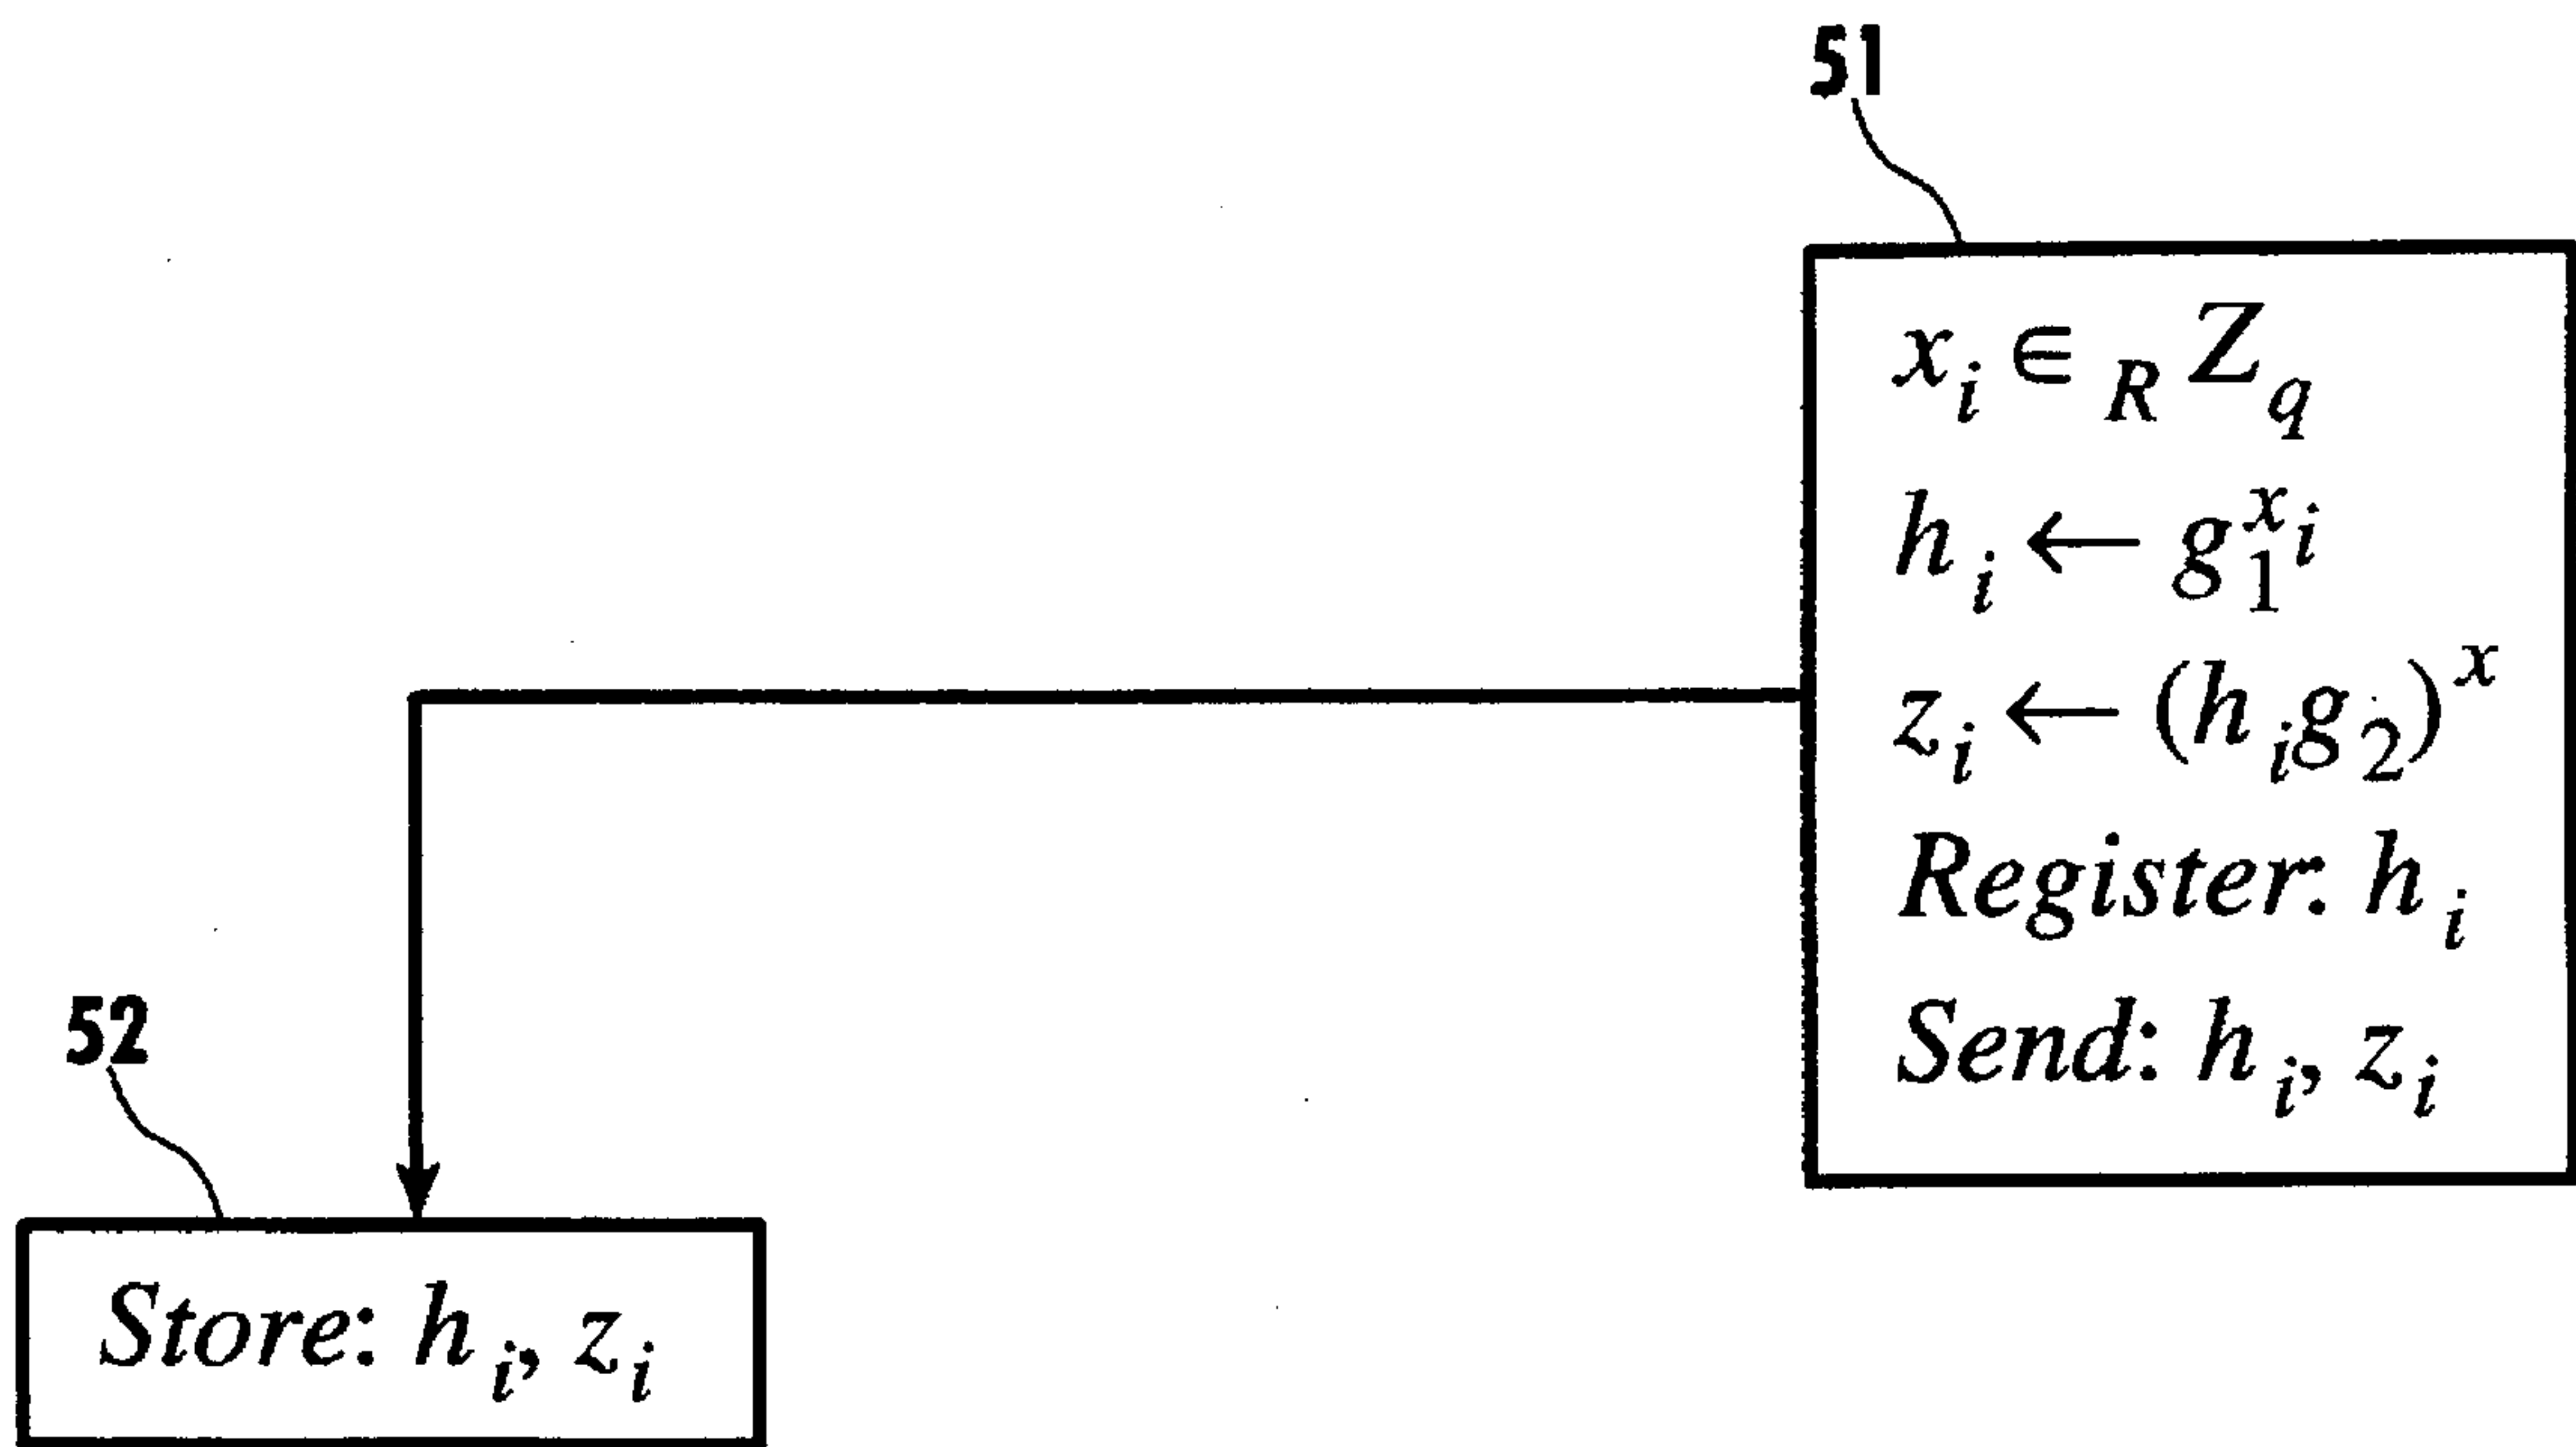 51
x_i ∈_R Z_q
h_i ← g_1^{x_i}
z_i ← (h_i g_2)^x
Register: h_i
Send: h_i, z_i
52
Store: h_i, z_i